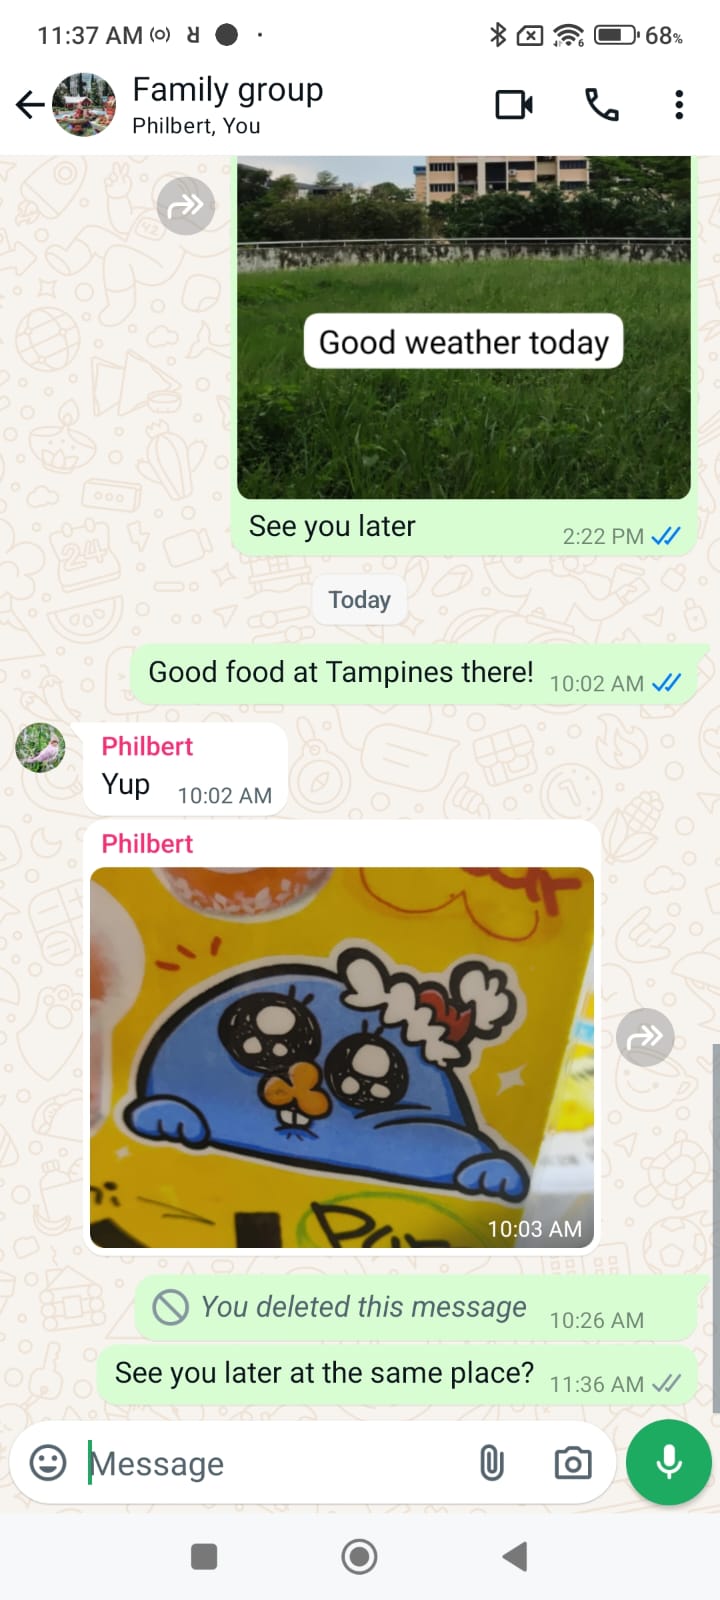 11:37 AM
68%
Family group
Philbert, You
Good weather today
See you later
2:22 PM
Today
Good food at Tampines there!
10:02 AM
Philbert
Yup
10:02 AM
Philbert
10:03 AM
You deleted this message
10:26 AM
See you later at the same place?
11:36 AM
Message